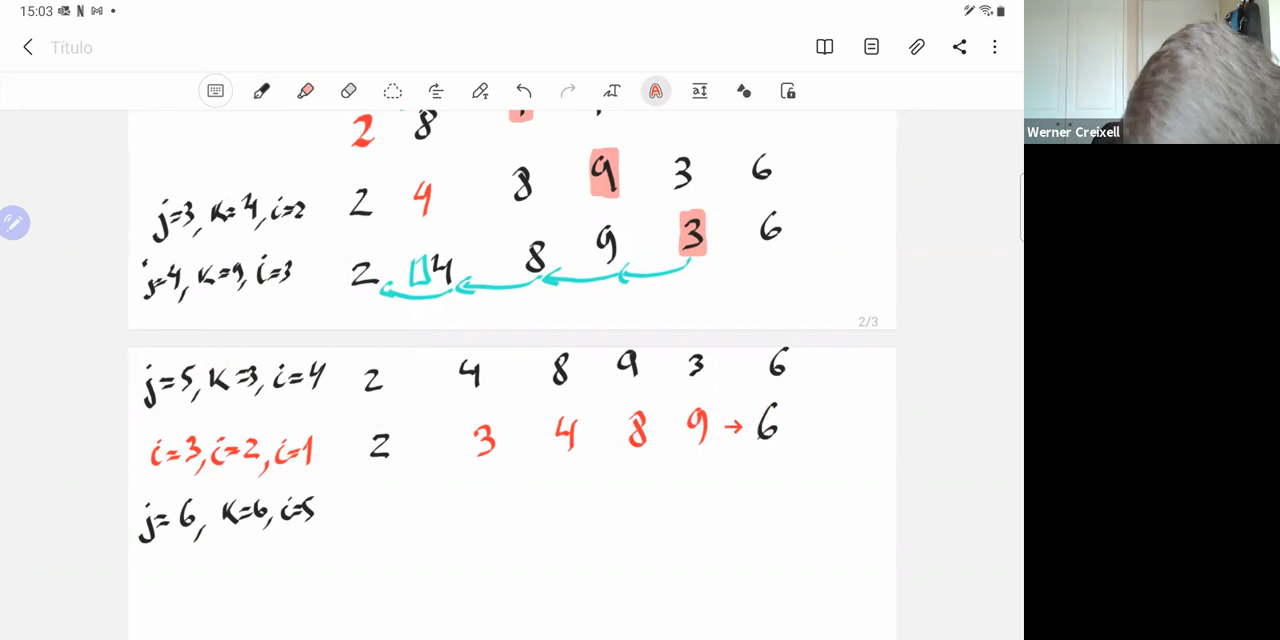 15:03
Título
Werner Creixell
2 8
j=3, k=4, i=2 2 4 8 9 3 6
j=4, k=9, i=3 2 4 8 9 3 6
2/3
j=5, k=3, i=4 2 4 8 9 3 6
i=3, i=2, i=1 2 3 4 8 9 → 6
j=6, k=6, i=5